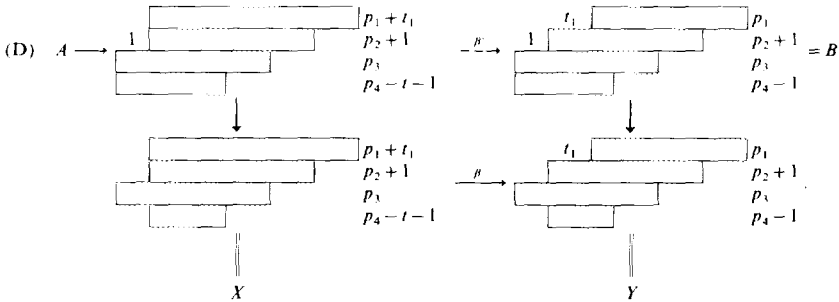 p₁ + t₁ t₁ p₁
(D) A 1 p₂ + 1 β' 1 p₂ + 1 = B
p₃ p₃
p₄ − t − 1 p₄ − 1
p₁ + t₁ t₁ p₁
p₂ + 1 β p₂ + 1
p₃ p₃
p₄ − t − 1 p₄ − 1
X Y